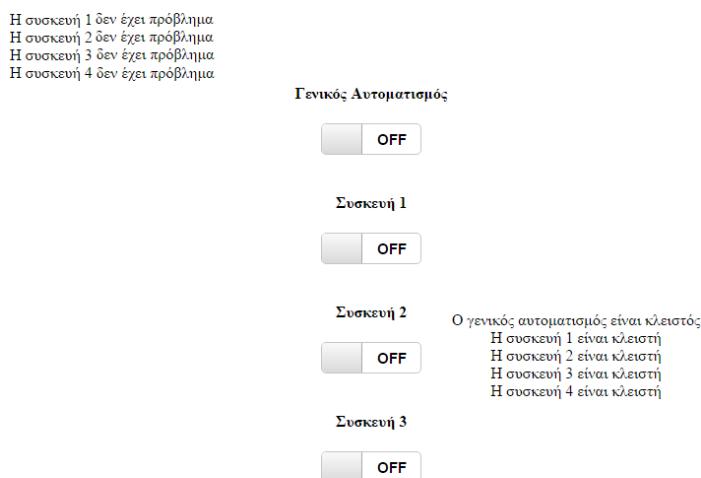 Η συσκευή 1 δεν έχει πρόβλημα
Η συσκευή 2 δεν έχει πρόβλημα
Η συσκευή 3 δεν έχει πρόβλημα
Η συσκευή 4 δεν έχει πρόβλημα
Γενικός Αυτοματισμός
OFF
Συσκευή 1
OFF
Συσκευή 2
OFF
Ο γενικός αυτοματισμός είναι κλειστός
Η συσκευή 1 είναι κλειστή
Η συσκευή 2 είναι κλειστή
Η συσκευή 3 είναι κλειστή
Η συσκευή 4 είναι κλειστή
Συσκευή 3
OFF